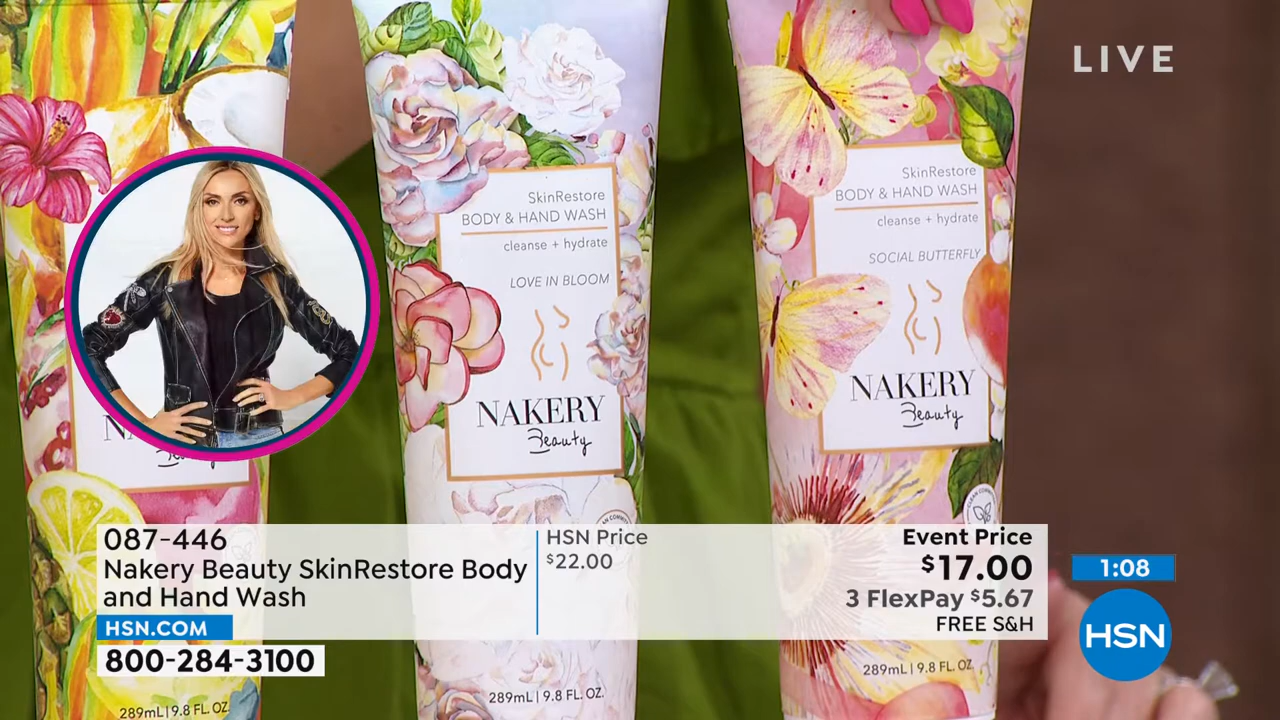 LIVE
SkinRestore
BODY & HAND WASH
cleanse + hydrate
LOVE IN BLOOM
NAKERY
Beauty
289mL | 9.8 FL. OZ.
SkinRestore
BODY & HAND WASH
cleanse + hydrate
SOCIAL BUTTERFLY
NAKERY
Beauty
289mL | 9.8 FL. OZ.
289mL | 9.8 FL. OZ.
087-446
Nakery Beauty SkinRestore Body
and Hand Wash
HSN.COM
800-284-3100
HSN Price
$22.00
Event Price
$17.00
3 FlexPay $5.67
FREE S&H
1:08
HSN